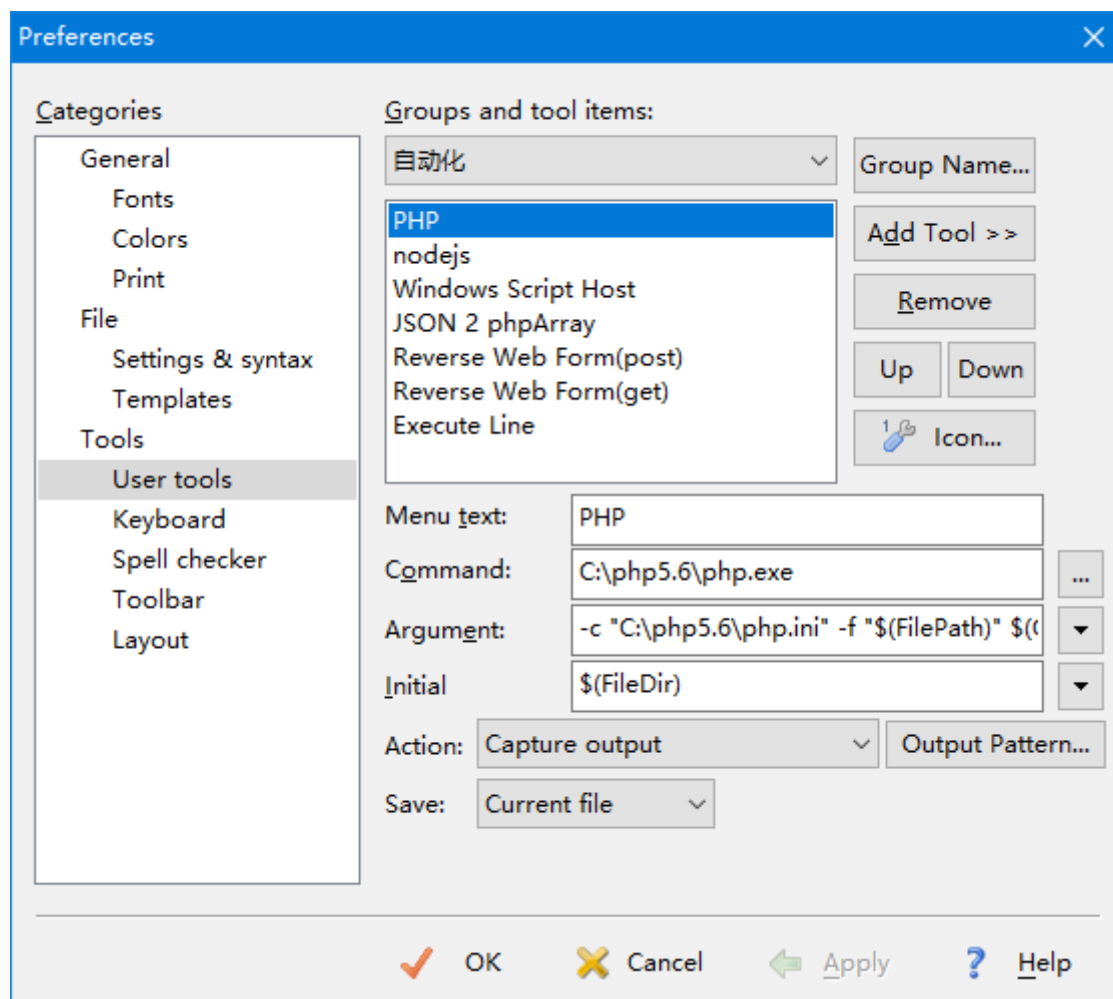 Preferences
Categories
General
Fonts
Colors
Print
File
Settings & syntax
Templates
Tools
User tools
Keyboard
Spell checker
Toolbar
Layout
Groups and tool items:
自动化
Group Name...
PHP
nodejs
Windows Script Host
JSON 2 phpArray
Reverse Web Form(post)
Reverse Web Form(get)
Execute Line
Add Tool >>
Remove
Up Down
Icon...
Menu text: PHP
Command: C:\php5.6\php.exe ...
Argument: -c "C:\php5.6\php.ini" -f "$(FilePath)" $(
Initial $(FileDir)
Action: Capture output Output Pattern...
Save: Current file
OK Cancel Apply Help